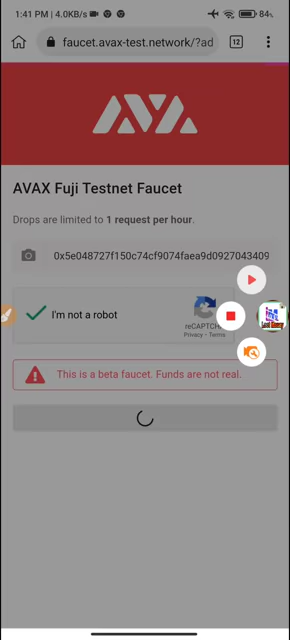 1:41 PM | 4.0KB/s
84%
faucet.avax-test.network/?ad
12
AVAX Fuji Testnet Faucet
Drops are limited to 1 request per hour.
0x5e048727f150c74cf9074faea9d0927043409
I'm not a robot
reCAPTCHA
Privacy - Terms
This is a beta faucet. Funds are not real.